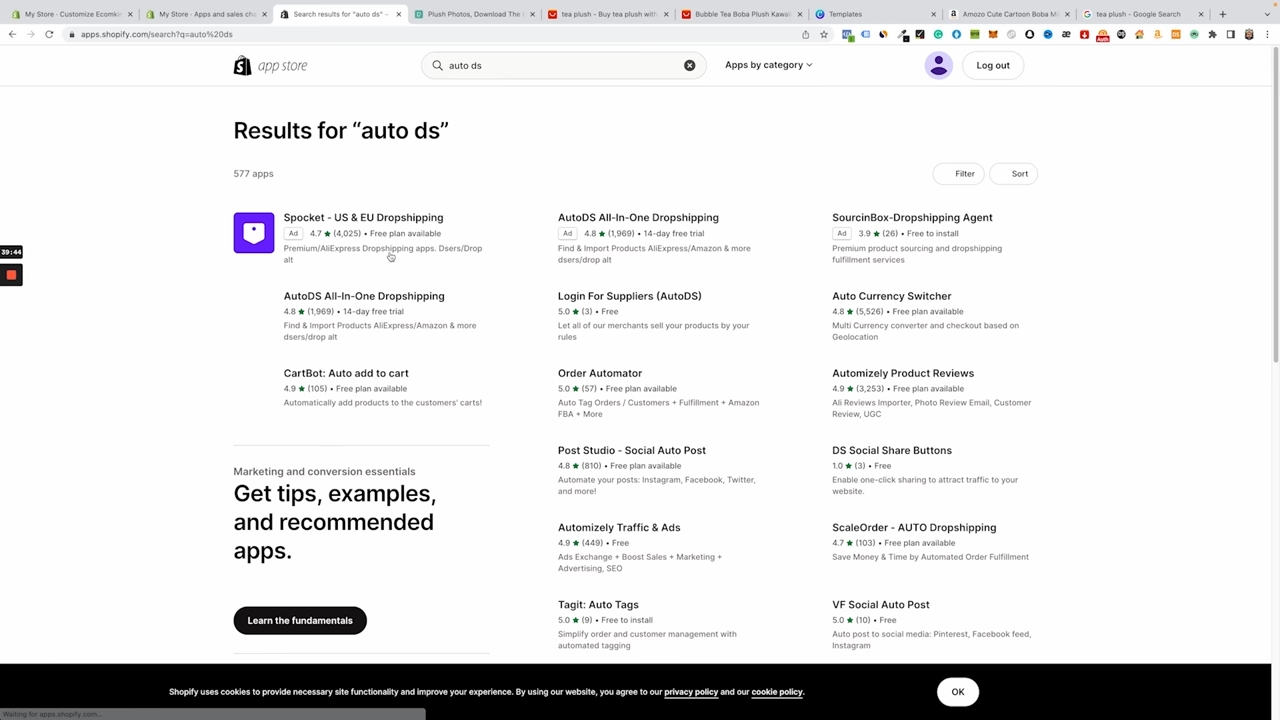 My Store · Customize Ecomkin
My Store · Apps and sales cha
Search results for "auto ds" –
Plush Photos, Download The
tea plush - Buy tea plush with
Bubble Tea Boba Plush Kawai
Templates
Amozo Cute Cartoon Boba Mi
tea plush - Google Search
apps.shopify.com/search?q=auto%20ds
app store
auto ds
Apps by category
Log out
Results for “auto ds”
577 apps
Filter
Sort
39:44
Spocket ‑ US & EU Dropshipping
Ad 4.7 ★ (4,025) • Free plan available
Premium/AliExpress Dropshipping apps. Dsers/Drop
alt
AutoDS All‑In‑One Dropshipping
Ad 4.8 ★ (1,969) • 14-day free trial
Find & Import Products AliExpress/Amazon & more
dsers/drop alt
SourcinBox‑Dropshipping Agent
Ad 3.9 ★ (26) • Free to install
Premium product sourcing and dropshipping
fulfillment services
AutoDS All‑In‑One Dropshipping
4.8 ★ (1,969) • 14-day free trial
Find & Import Products AliExpress/Amazon & more
dsers/drop alt
Login For Suppliers (AutoDS)
5.0 ★ (3) • Free
Let all of our merchants sell your products by your
rules
Auto Currency Switcher
4.8 ★ (5,526) • Free plan available
Multi Currency converter and checkout based on
Geolocation
CartBot: Auto add to cart
4.9 ★ (105) • Free plan available
Automatically add products to the customers' carts!
Order Automator
5.0 ★ (57) • Free plan available
Auto Tag Orders / Customers + Fulfillment + Amazon
FBA + More
Automizely Product Reviews
4.9 ★ (3,253) • Free plan available
Ali Reviews Importer, Photo Review Email, Customer
Review, UGC
Marketing and conversion essentials
Get tips, examples,
and recommended
apps.
Learn the fundamentals
Post Studio ‑ Social Auto Post
4.8 ★ (810) • Free plan available
Automate your posts: Instagram, Facebook, Twitter,
and more!
DS Social Share Buttons
1.0 ★ (3) • Free
Enable one-click sharing to attract traffic to your
website.
Automizely Traffic & Ads
4.9 ★ (449) • Free
Ads Exchange + Boost Sales + Marketing +
Advertising, SEO
ScaleOrder ‑ AUTO Dropshipping
4.7 ★ (103) • Free plan available
Save Money & Time by Automated Order Fulfillment
Tagit: Auto Tags
5.0 ★ (9) • Free to install
Simplify order and customer management with
automated tagging
VF Social Auto Post
5.0 ★ (10) • Free
Auto post to social media: Pinterest, Facebook feed,
Instagram
Shopify uses cookies to provide necessary site functionality and improve your experience. By using our website, you agree to our privacy policy and our cookie policy.
OK
Waiting for apps.shopify.com...